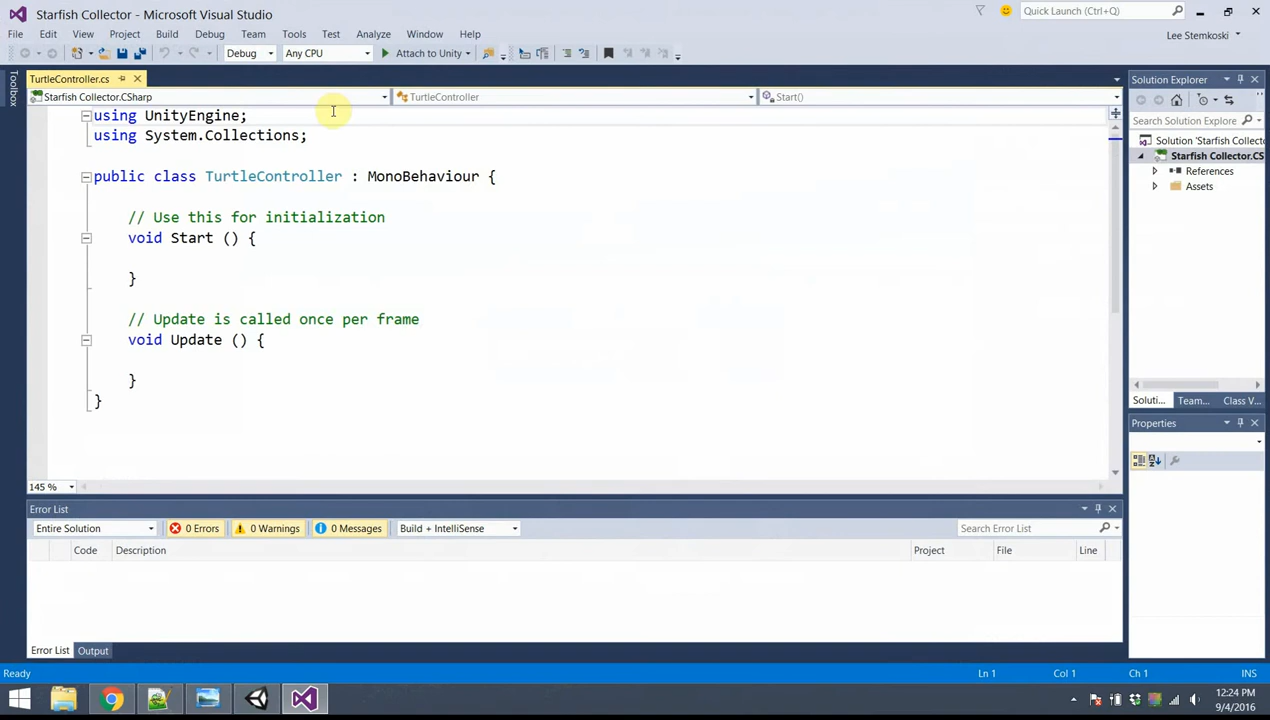 Starfish Collector - Microsoft Visual Studio
Quick Launch (Ctrl+Q)
File Edit View Project Build Debug Team Tools Test Analyze Window Help
Lee Stemkoski
Debug Any CPU Attach to Unity
Toolbox
TurtleController.cs
Starfish Collector.CSharp TurtleController Start()
using UnityEngine;
using System.Collections;
public class TurtleController : MonoBehaviour {
// Use this for initialization
void Start () {
}
// Update is called once per frame
void Update () {
}
}
145 %
Solution Explorer
Search Solution Explore
Solution 'Starfish Collecto
Starfish Collector.CS
References
Assets
Soluti... Team... Class V...
Properties
Error List
Entire Solution 0 Errors 0 Warnings 0 Messages Build + IntelliSense Search Error List
Code Description Project File Line
Error List Output
Ready Ln 1 Col 1 Ch 1 INS
12:24 PM
9/4/2016